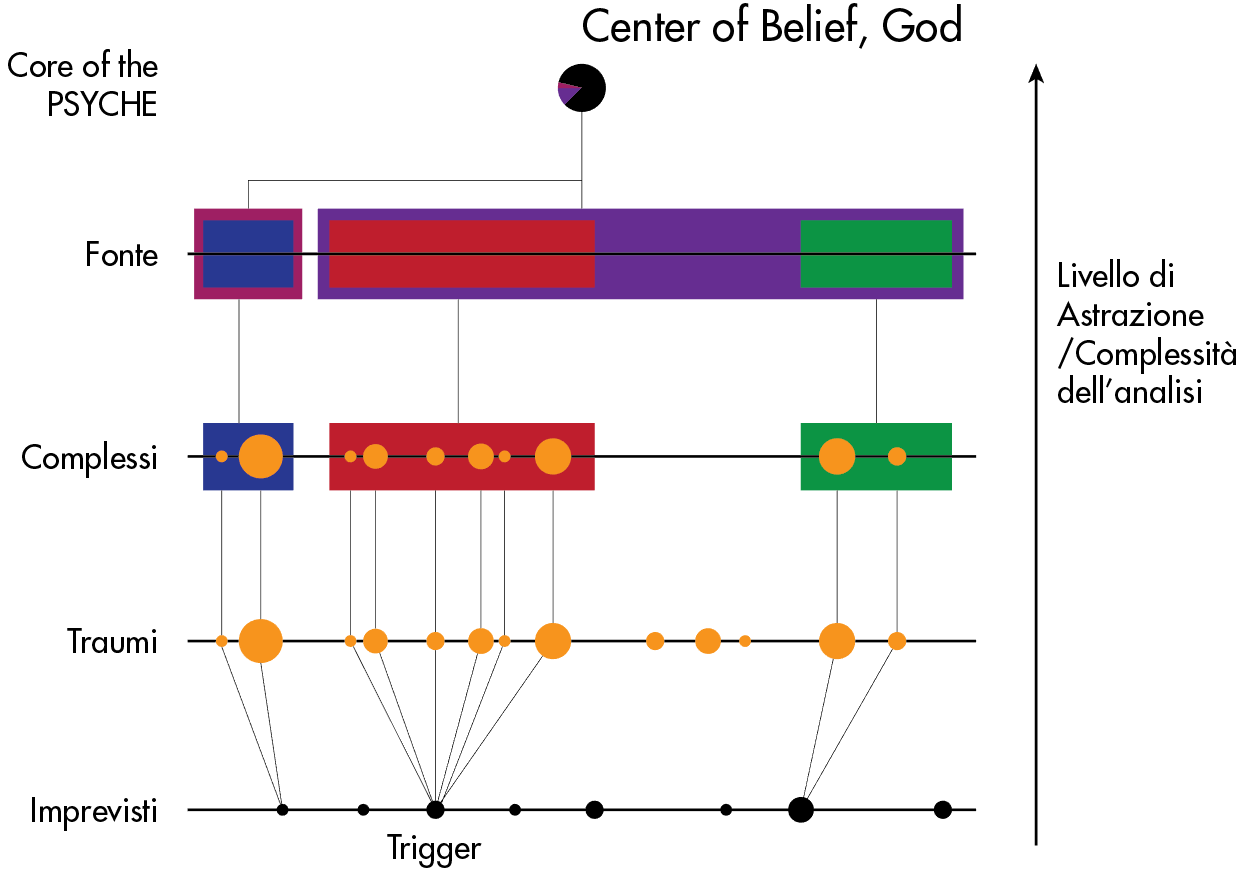 Center of Belief, God
Core of the
PSYCHE
Fonte
Livello di
Astrazione
/Complessità
dell'analisi
Complessi
Traumi
Imprevisti
Trigger